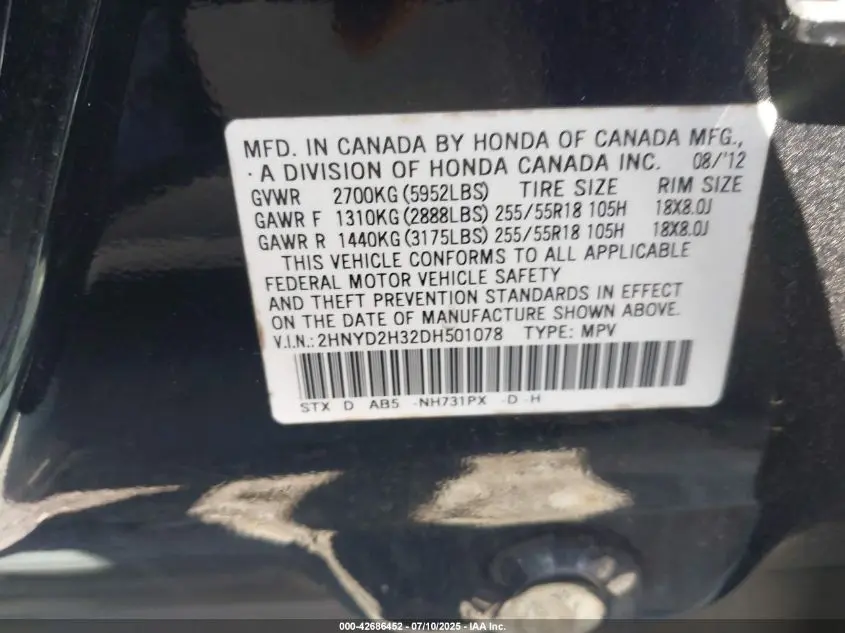 MFD. IN CANADA BY HONDA OF CANADA MFG.,
A DIVISION OF HONDA CANADA INC. 08/'12
GVWR 2700KG(5952LBS) TIRE SIZE RIM SIZE
GAWR F 1310KG(2888LBS) 255/55R18 105H 18X8.0J
GAWR R 1440KG(3175LBS) 255/55R18 105H 18X8.0J
THIS VEHICLE CONFORMS TO ALL APPLICABLE
FEDERAL MOTOR VEHICLE SAFETY
AND THEFT PREVENTION STANDARDS IN EFFECT
ON THE DATE OF MANUFACTURE SHOWN ABOVE.
V.I.N.: 2HNYD2H32DH501078 TYPE: MPV
STX D AB5 -NH731PX -D -H
000-42686452 - 07/10/2025 - IAA Inc.